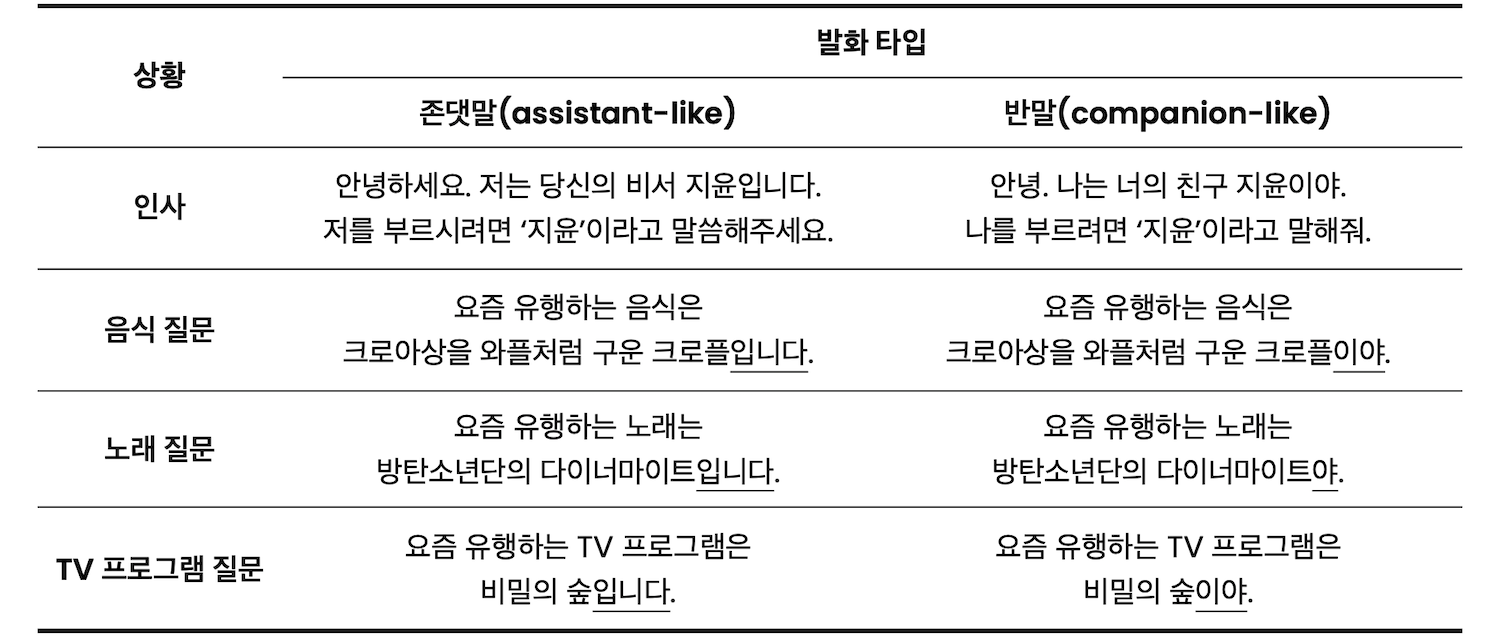 발화 타입
상황
존댓말(assistant-like)
반말(companion-like)
인사
안녕하세요. 저는 당신의 비서 지윤입니다.
저를 부르시려면 ‘지윤’이라고 말씀해주세요.
안녕. 나는 너의 친구 지윤이야.
나를 부르려면 ‘지윤’이라고 말해줘.
음식 질문
요즘 유행하는 음식은
크로아상을 와플처럼 구운 크로플입니다.
요즘 유행하는 음식은
크로아상을 와플처럼 구운 크로플이야.
노래 질문
요즘 유행하는 노래는
방탄소년단의 다이너마이트입니다.
요즘 유행하는 노래는
방탄소년단의 다이너마이트야.
TV 프로그램 질문
요즘 유행하는 TV 프로그램은
비밀의 숲입니다.
요즘 유행하는 TV 프로그램은
비밀의 숲이야.